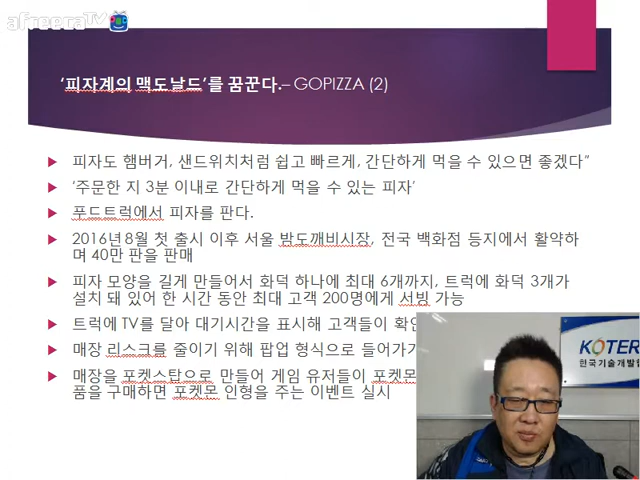 afreecaTV
‘피자계의 맥도날드’를 꿈꾼다.– GOPIZZA (2)
피자도 햄버거, 샌드위치처럼 쉽고 빠르게, 간단하게 먹을 수 있으면 좋겠다”
‘주문한 지 3분 이내로 간단하게 먹을 수 있는 피자’
푸드트럭에서 피자를 판다.
2016년 8월 첫 출시 이후 서울 밤도깨비시장, 전국 백화점 등지에서 활약하
며 40만 판을 판매
피자 모양을 길게 만들어서 화덕 하나에 최대 6개까지, 트럭에 화덕 3개가
설치 돼 있어 한 시간 동안 최대 고객 200명에게 서빙 가능
트럭에 TV를 달아 대기시간을 표시해 고객들이 확인
매장 리스크를 줄이기 위해 팝업 형식으로 들어가기
매장을 포켓스탑으로 만들어 게임 유저들이 포켓몬
품을 구매하면 포켓몬 인형을 주는 이벤트 실시
KOTER
한국기술개발